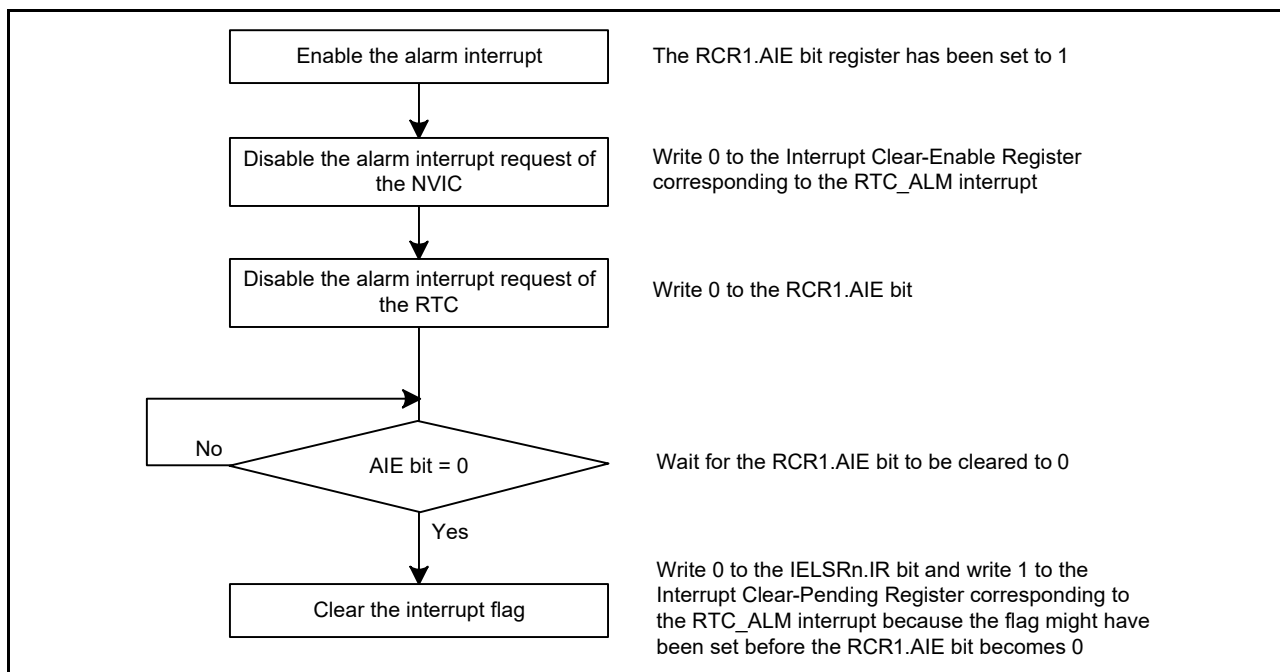 Enable the alarm interrupt
The RCR1.AIE bit register has been set to 1
Disable the alarm interrupt request of
the NVIC
Write 0 to the Interrupt Clear-Enable Register
corresponding to the RTC_ALM interrupt
Disable the alarm interrupt request of
the RTC
Write 0 to the RCR1.AIE bit
No
AIE bit = 0
Wait for the RCR1.AIE bit to be cleared to 0
Yes
Clear the interrupt flag
Write 0 to the IELSRn.IR bit and write 1 to the
Interrupt Clear-Pending Register corresponding to
the RTC_ALM interrupt because the flag might have
been set before the RCR1.AIE bit becomes 0